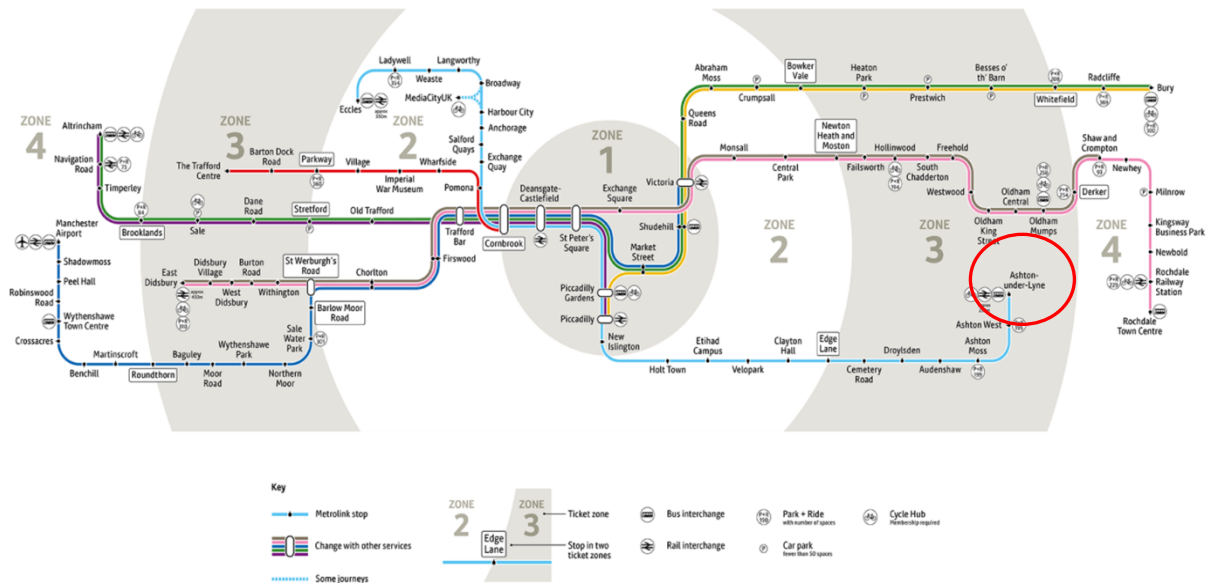 ZONE
4
ZONE
3
ZONE
2
ZONE
1
ZONE
2
ZONE
3
ZONE
4
Ladywell
Langworthy
Weaste
Broadway
MediaCityUK
Eccles
Harbour City
Anchorage
Salford
Quays
Exchange
Quay
Altrincham
Navigation
Road
Timperley
The Trafford
Centre
Barton Dock
Road
Parkway
Village
Imperial
War Museum
Wharfside
Pomona
Brooklands
Sale
Dane
Road
Stretford
Old Trafford
Trafford
Bar
Cornbrook
Deansgate-
Castlefield
St Peter's
Square
Exchange
Square
Victoria
Shudehill
Market
Street
Piccadilly
Gardens
Piccadilly
New
Islington
Abraham
Moss
Crumpsall
Bowker
Vale
Heaton
Park
Prestwich
Besses o'
th' Barn
Whitefield
Radcliffe
Bury
Queens
Road
Monsall
Central
Park
Newton
Heath and
Moston
Failsworth
Hollinwood
South
Chadderton
Freehold
Westwood
Oldham
King
Street
Oldham
Central
Oldham
Mumps
Derker
Shaw and
Crompton
Newhey
Milnrow
Kingsway
Business Park
Newbold
Rochdale
Railway
Station
Rochdale
Town Centre
Manchester
Airport
Shadowmoss
Peel Hall
Robinswood
Road
Wythenshawe
Town Centre
Crossacres
Benchill
Martinscroft
Roundthorn
Baguley
Moor
Road
Wythenshawe
Park
Northern
Moor
Sale
Water
Park
Barlow Moor
Road
St Werburgh's
Road
East
Didsbury
Didsbury
Village
West
Didsbury
Burton
Road
Withington
Chorlton
Firswood
Holt Town
Etihad
Campus
Velopark
Clayton
Hall
Edge
Lane
Cemetery
Road
Droylsden
Audenshaw
Ashton
Moss
Ashton West
Ashton-
under-Lyne
Key
Metrolink stop
Change with other services
Some journeys
ZONE
2
ZONE
3
Edge
Lane
Ticket zone
Stop in two
ticket zones
Bus interchange
Rail interchange
Park + Ride
with number of spaces
Car park
fewer than 50 spaces
Cycle Hub
Membership required